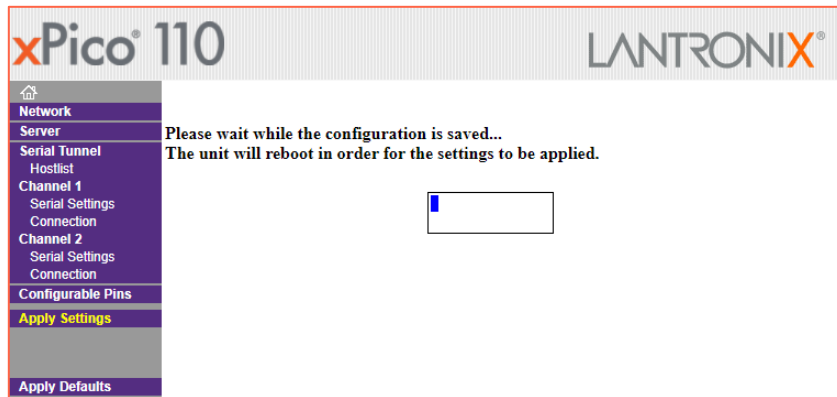 xPico® 110
LANTRONIX®
Network
Server
Serial Tunnel
Hostlist
Channel 1
Serial Settings
Connection
Channel 2
Serial Settings
Connection
Configurable Pins
Apply Settings
Apply Defaults
Please wait while the configuration is saved...
The unit will reboot in order for the settings to be applied.